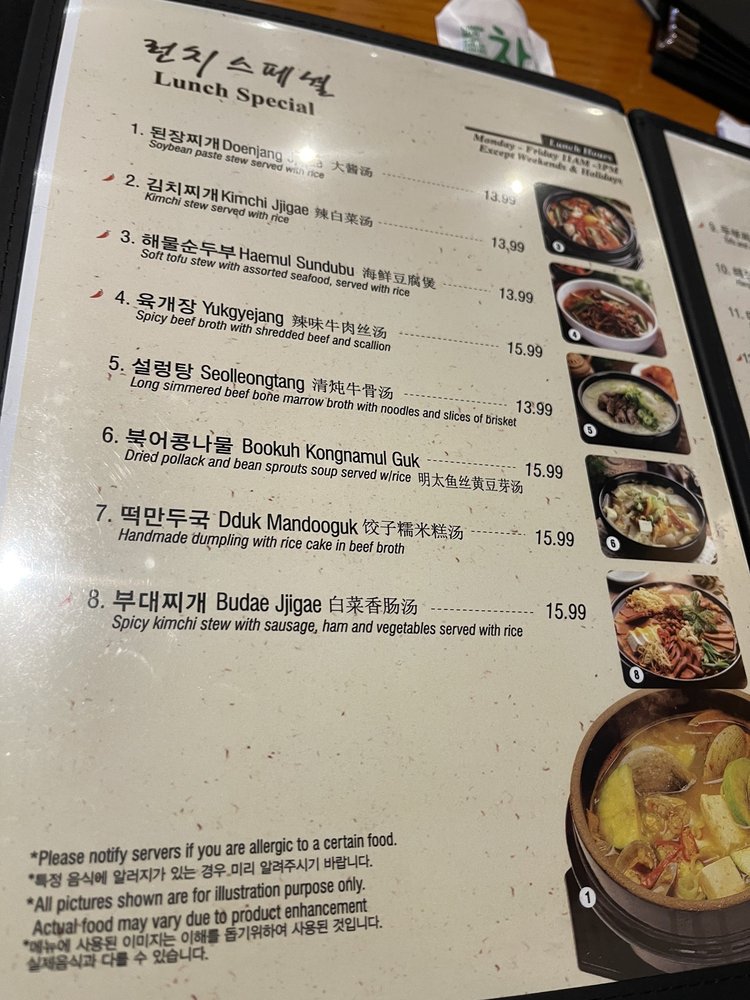 챠
런치스페셜
Lunch Special
Lunch Hours
Monday - Friday 11AM -3PM
Except Weekends & Holidays
1. 된장찌개 Doenjang 大酱汤 13.99
Soybean paste stew served with rice
2. 김치찌개 Kimchi Jjigae 辣白菜汤 13,99
Kimchi stew served with rice
3. 해물순두부 Haemul Sundubu 海鲜豆腐煲 13.99
Soft tofu stew with assorted seafood, served with rice
4. 육개장 Yukgyejang 辣味牛肉丝汤 15.99
Spicy beef broth with shredded beef and scallion
5. 설렁탕 Seolleongtang 清炖牛骨汤 13.99
Long simmered beef bone marrow broth with noodles and slices of brisket
6. 북어콩나물 Bookuh Kongnamul Guk 15.99
Dried pollack and bean sprouts soup served w/rice 明太鱼丝黄豆芽汤
7. 떡만두국 Dduk Mandooguk 饺子糯米糕汤 15.99
Handmade dumpling with rice cake in beef broth
8. 부대찌개 Budae Jjigae 白菜香肠汤 15.99
Spicy kimchi stew with sausage, ham and vegetables served with rice
3
4
5
6
8
1
*Please notify servers if you are allergic to a certain food.
*특정 음식에 알러지가 있는 경우 미리 알려주시기 바랍니다.
*All pictures shown are for illustration purpose only.
Actual food may vary due to product enhancement
*메뉴에 사용된 이미지는 이해를 돕기위하여 사용된 것입니다.
실제음식과 다를 수 있습니다.
9.
10.
11.